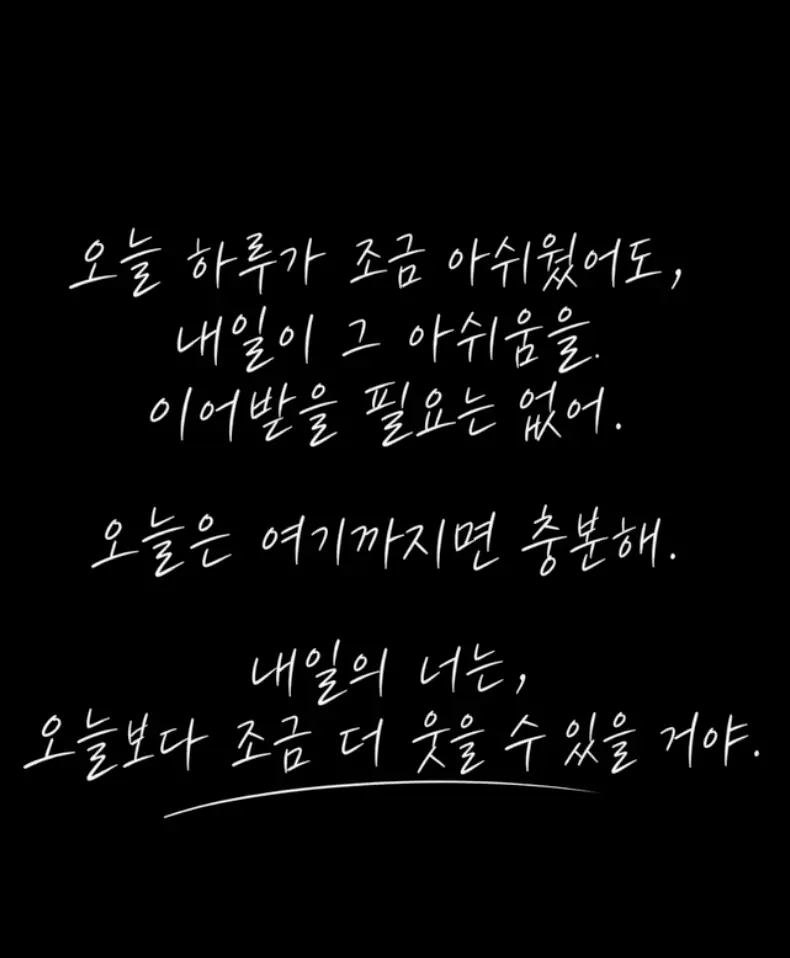 오늘 하루가 조금 아쉬웠어도,
내일이 그 아쉬움을.
이어받을 필요는 없어.
오늘은 여기까지면 충분해.
내일의 너는,
오늘보다 조금 더 웃을 수 있을 거야.